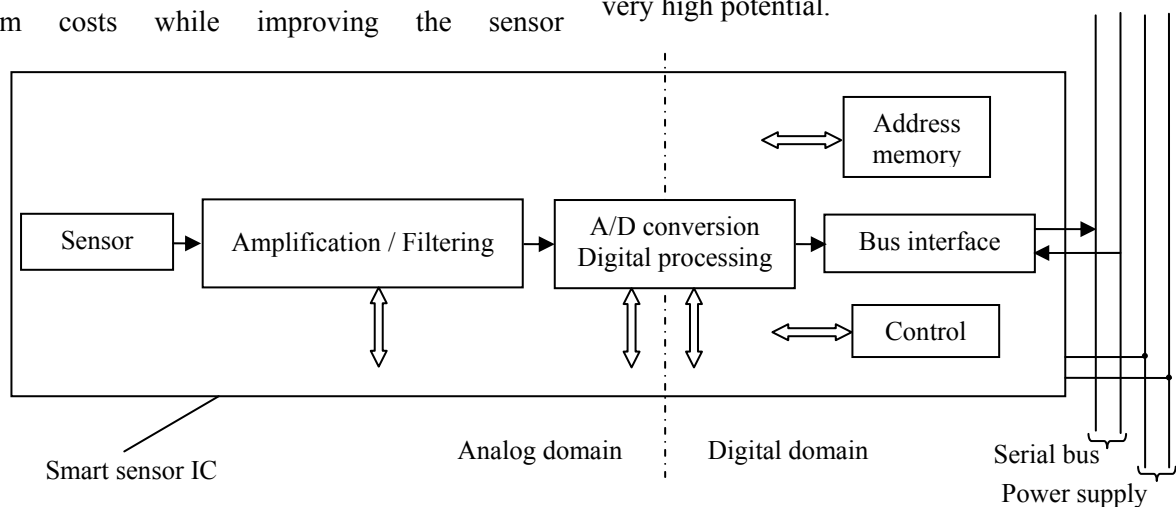 m costs while improving the sensor
very high potential.
Address
memory
Sensor
Amplification / Filtering
A/D conversion
Digital processing
Bus interface
Control
Analog domain
Digital domain
Serial bus
Smart sensor IC
Power supply